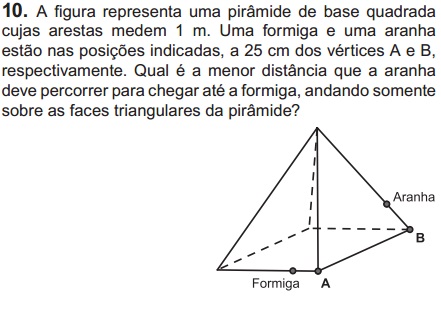 10. A figura representa uma pirâmide de base quadrada
cujas arestas medem 1 m. Uma formiga e uma aranha
estão nas posições indicadas, a 25 cm dos vértices A e B,
respectivamente. Qual é a menor distância que a aranha
deve percorrer para chegar até a formiga, andando somente
sobre as faces triangulares da pirâmide?
Aranha
B
Formiga A